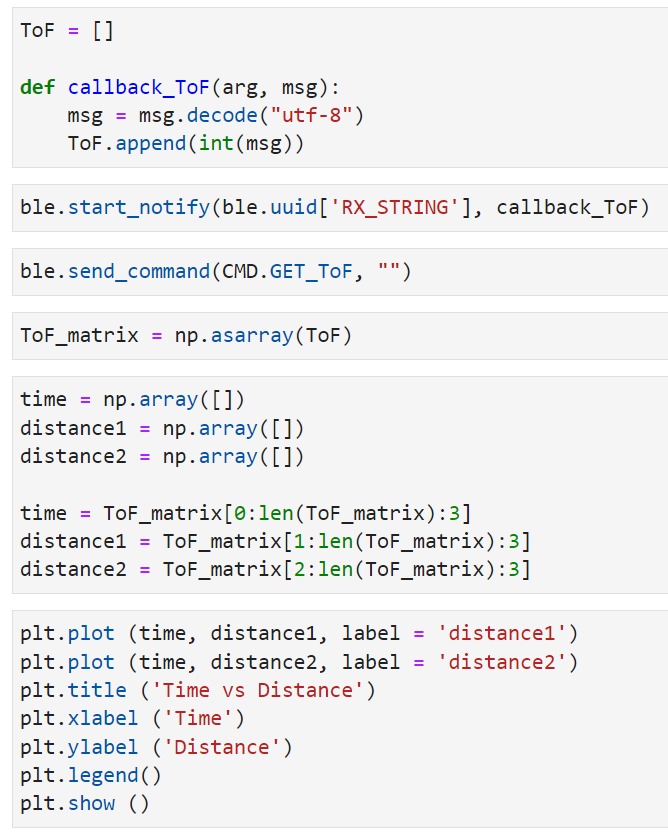 ToF = []
def callback_ToF(arg, msg):
    msg = msg.decode("utf-8")
    ToF.append(int(msg))
ble.start_notify(ble.uuid['RX_STRING'], callback_ToF)
ble.send_command(CMD.GET_ToF, "")
ToF_matrix = np.asarray(ToF)
time = np.array([])
distance1 = np.array([])
distance2 = np.array([])
time = ToF_matrix[0:len(ToF_matrix):3]
distance1 = ToF_matrix[1:len(ToF_matrix):3]
distance2 = ToF_matrix[2:len(ToF_matrix):3]
plt.plot (time, distance1, label = 'distance1')
plt.plot (time, distance2, label = 'distance2')
plt.title ('Time vs Distance')
plt.xlabel ('Time')
plt.ylabel ('Distance')
plt.legend()
plt.show ()